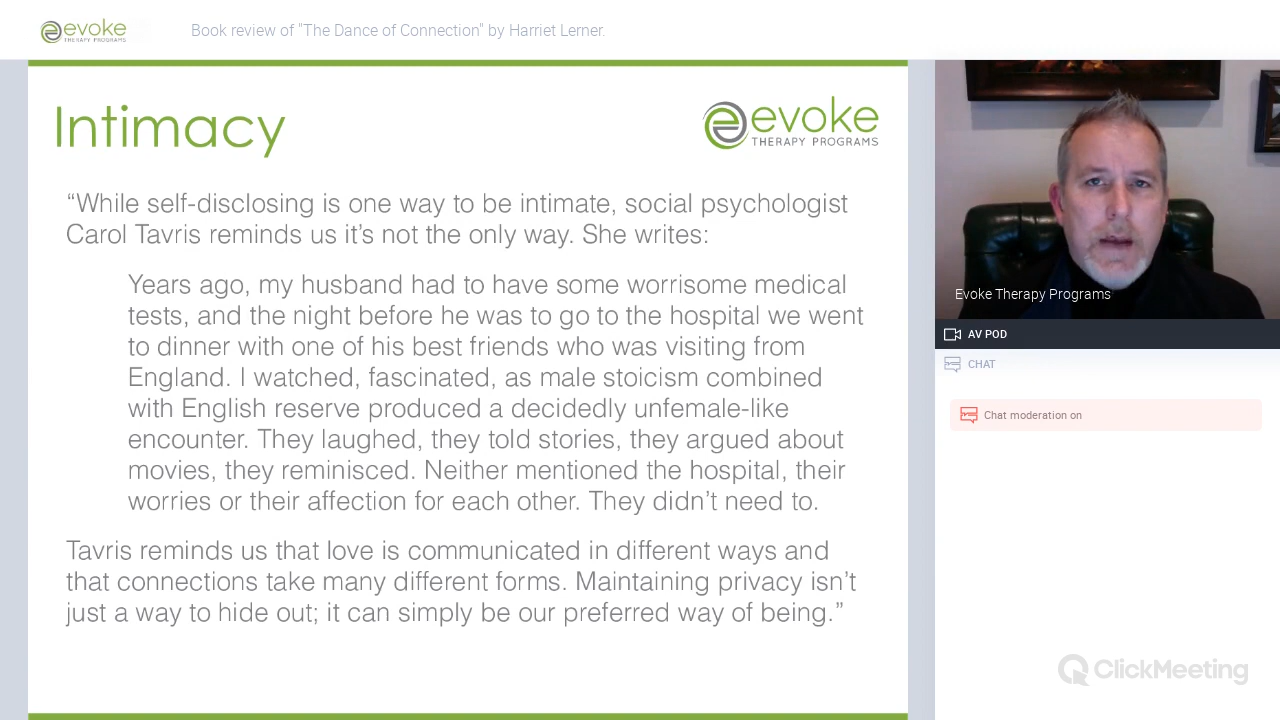 evoke
THERAPY PROGRAMS
Book review of "The Dance of Connection" by Harriet Lerner.
Intimacy
evoke
THERAPY PROGRAMS
“While self-disclosing is one way to be intimate, social psychologist
Carol Tavris reminds us it’s not the only way. She writes:
Years ago, my husband had to have some worrisome medical
tests, and the night before he was to go to the hospital we went
to dinner with one of his best friends who was visiting from
England. I watched, fascinated, as male stoicism combined
with English reserve produced a decidedly unfemale-like
encounter. They laughed, they told stories, they argued about
movies, they reminisced. Neither mentioned the hospital, their
worries or their affection for each other. They didn’t need to.
Tavris reminds us that love is communicated in different ways and
that connections take many different forms. Maintaining privacy isn’t
just a way to hide out; it can simply be our preferred way of being.”
Evoke Therapy Programs
AV POD
CHAT
Chat moderation on
ClickMeeting